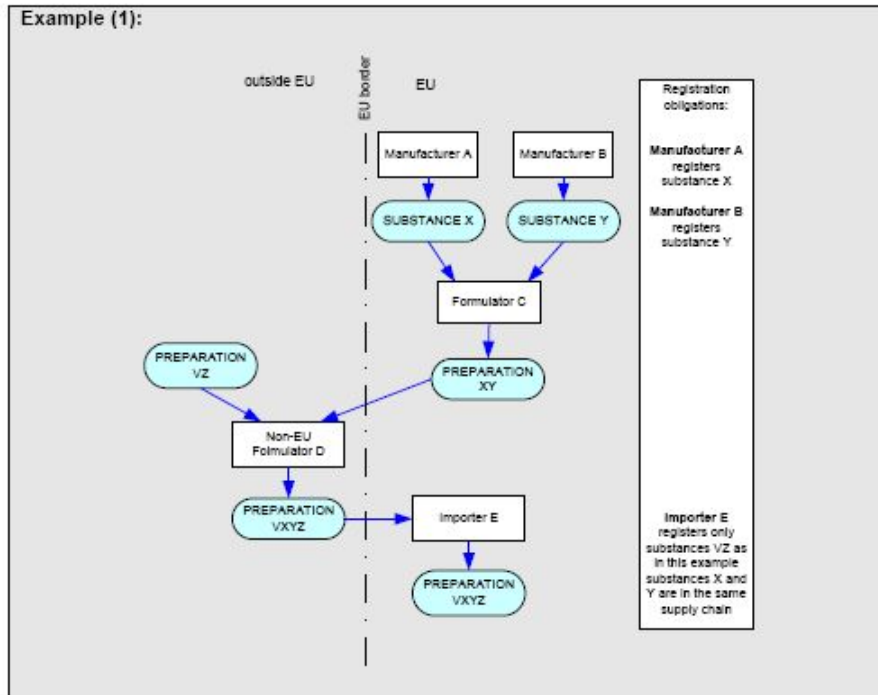 Example (1):
outside EU
EU border
EU
Manufacturer A
Manufacturer B
SUBSTANCE X
SUBSTANCE Y
Formulator C
PREPARATION
VZ
PREPARATION
XY
Non-EU
Folmulator D
PREPARATION
VXYZ
Importer E
PREPARATION
VXYZ
Registration
obligations:
Manufacturer A
registers
substance X
Manufacturer B
registers
substance Y
Importer E
registers only
substances VZ as
in this example
substances X and
Y are in the same
supply chain